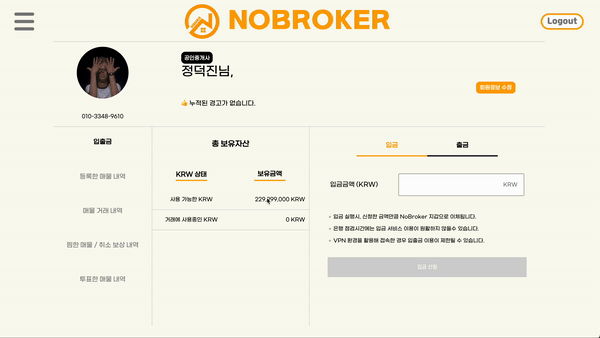 NOBROKER
Logout
공인중개사
정덕진님,
회원정보 수정
👍 누적된 경고가 없습니다.
010-3348-9610
입출금
등록한 매물 내역
매물 거래 내역
찜한 매물 / 취소 보상 내역
투표한 매물 내역
총 보유자산
KRW 상태
보유금액
사용 가능한 KRW
229,299,000 KRW
거래에 사용중인 KRW
0 KRW
입금
출금
입금금액 (KRW)
KRW
- 입금 실행시, 신청한 금액만큼 NoBroker 지갑으로 이체됩니다.
- 은행 점검시간에는 입금 서비스 이용이 원활하지 않을수 있습니다.
- VPN 환경을 활용해 접속한 경우 입출금 이용이 제한될 수 있습니다.
입금 신청